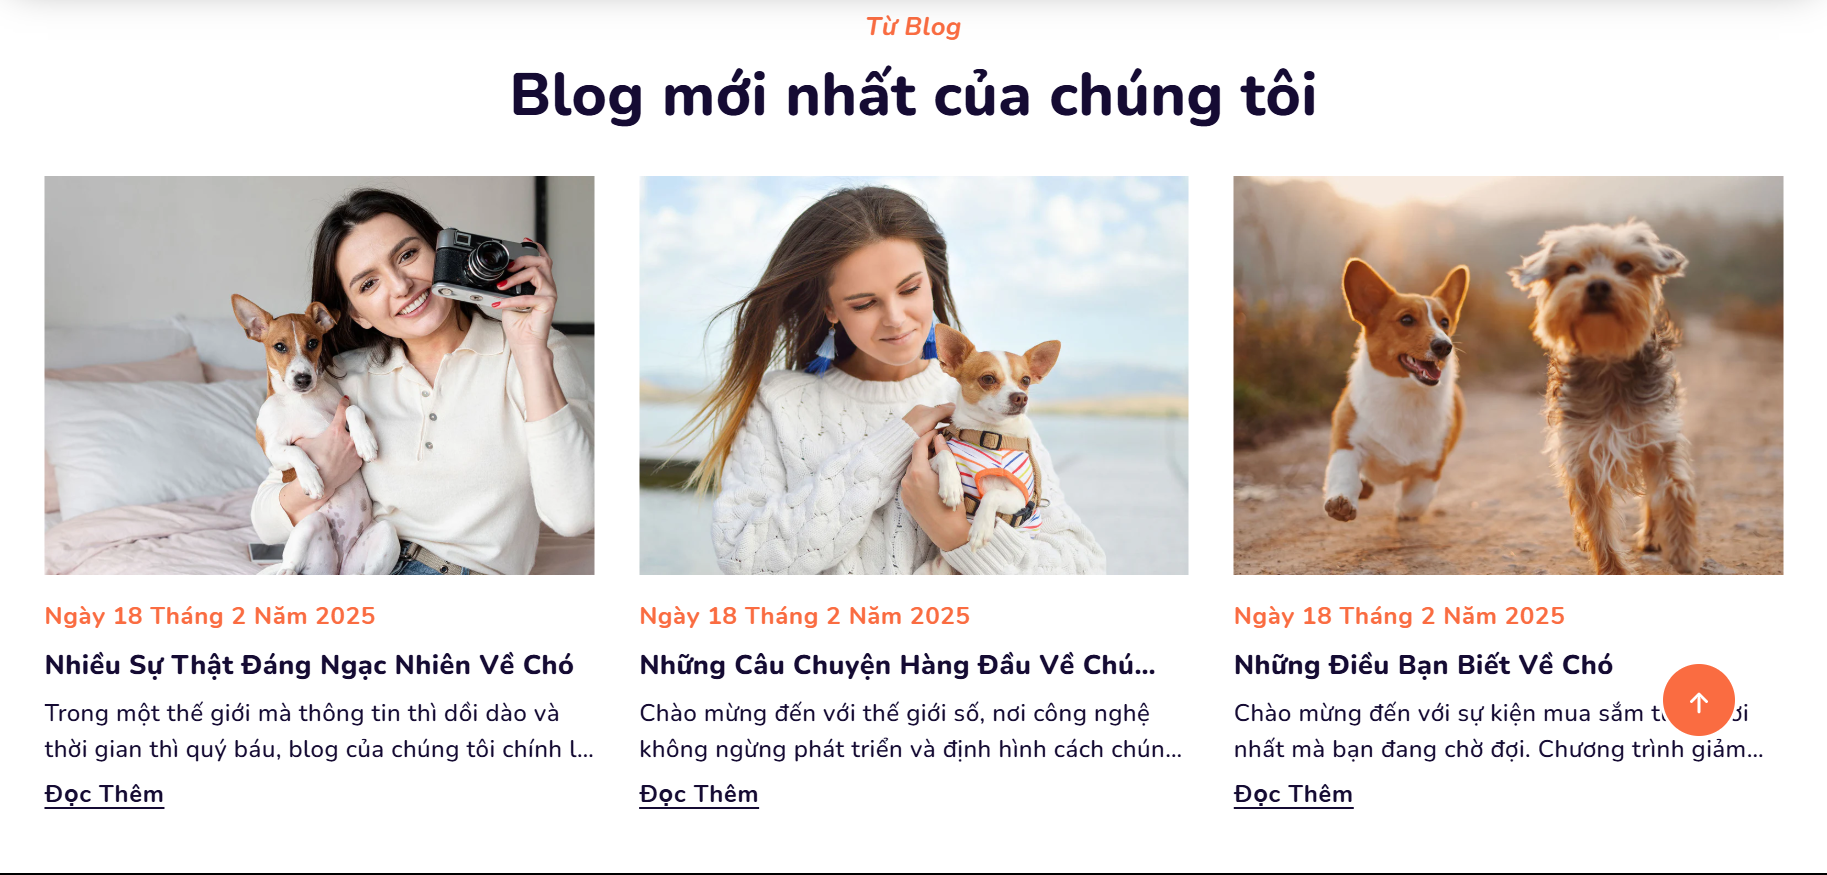 Từ Blog
Blog mới nhất của chúng tôi
Ngày 18 Tháng 2 Năm 2025
Nhiều Sự Thật Đáng Ngạc Nhiên Về Chó
Trong một thế giới mà thông tin thì dồi dào và
thời gian thì quý báu, blog của chúng tôi chính l...
Đọc Thêm
Ngày 18 Tháng 2 Năm 2025
Những Câu Chuyện Hàng Đầu Về Chú...
Chào mừng đến với thế giới số, nơi công nghệ
không ngừng phát triển và định hình cách chún...
Đọc Thêm
Ngày 18 Tháng 2 Năm 2025
Những Điều Bạn Biết Về Chó
Chào mừng đến với sự kiện mua sắm
nhất mà bạn đang chờ đợi. Chương trình giảm...
Đọc Thêm